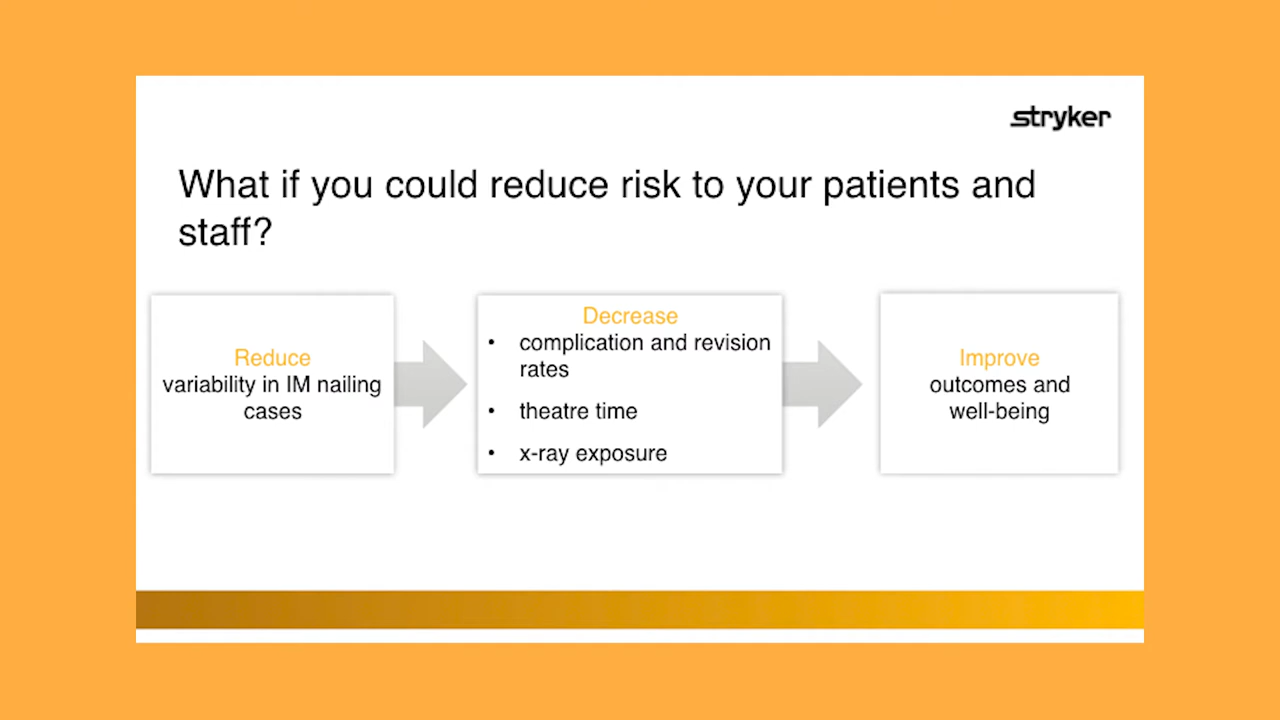 stryker
What if you could reduce risk to your patients and
staff?
Reduce
variability in IM nailing
cases
Decrease
• complication and revision
rates
• theatre time
• x-ray exposure
Improve
outcomes and
well-being